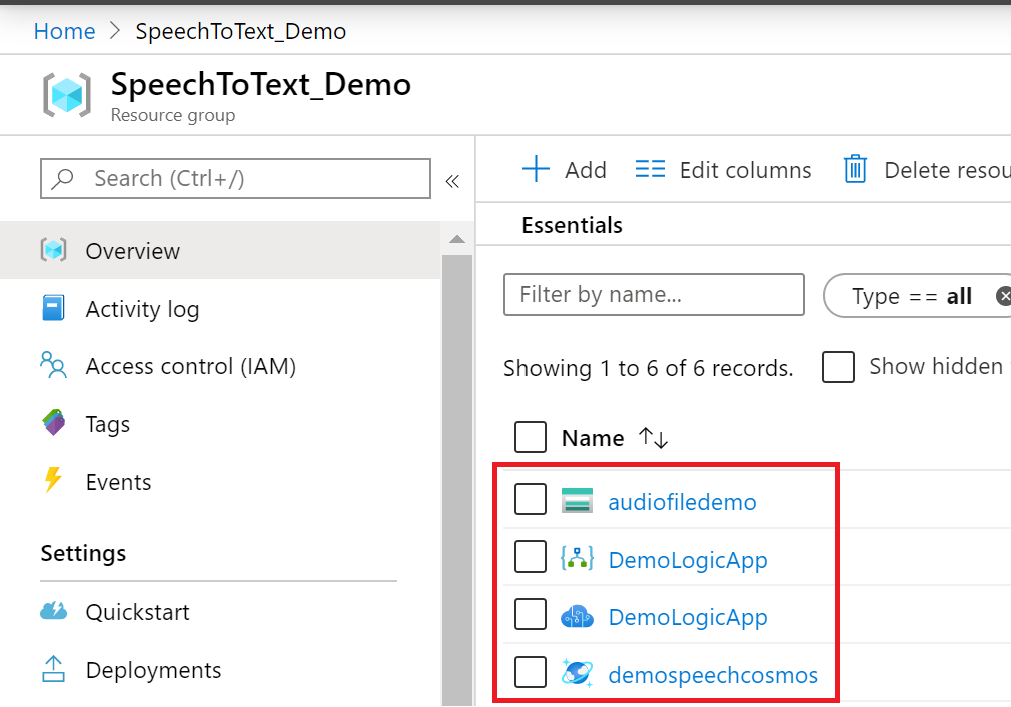 Home > SpeechToText_Demo
SpeechToText_Demo
Resource group
Search (Ctrl+/)
«
Overview
Activity log
Access control (IAM)
Tags
Events
Settings
Quickstart
Deployments
Add
Edit columns
Delete resou
Essentials
Filter by name...
Type == all
Showing 1 to 6 of 6 records.
Show hidden
Name ↑↓
audiofiledemo
DemoLogicApp
DemoLogicApp
demospeechcosmos